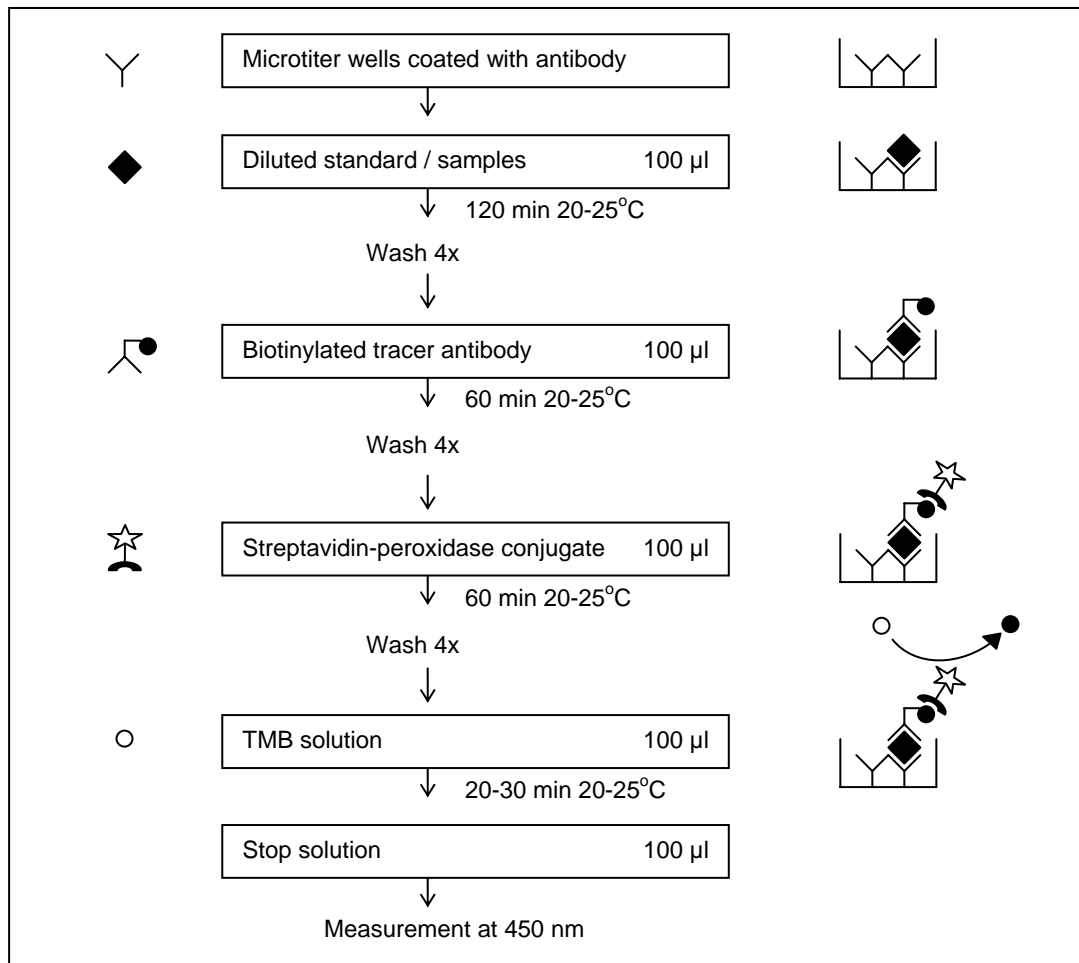 Microtiter wells coated with antibody
Diluted standard / samples 100 µl
120 min 20-25°C
Wash 4x
Biotinylated tracer antibody 100 µl
60 min 20-25°C
Wash 4x
Streptavidin-peroxidase conjugate 100 µl
60 min 20-25°C
Wash 4x
TMB solution 100 µl
20-30 min 20-25°C
Stop solution 100 µl
Measurement at 450 nm